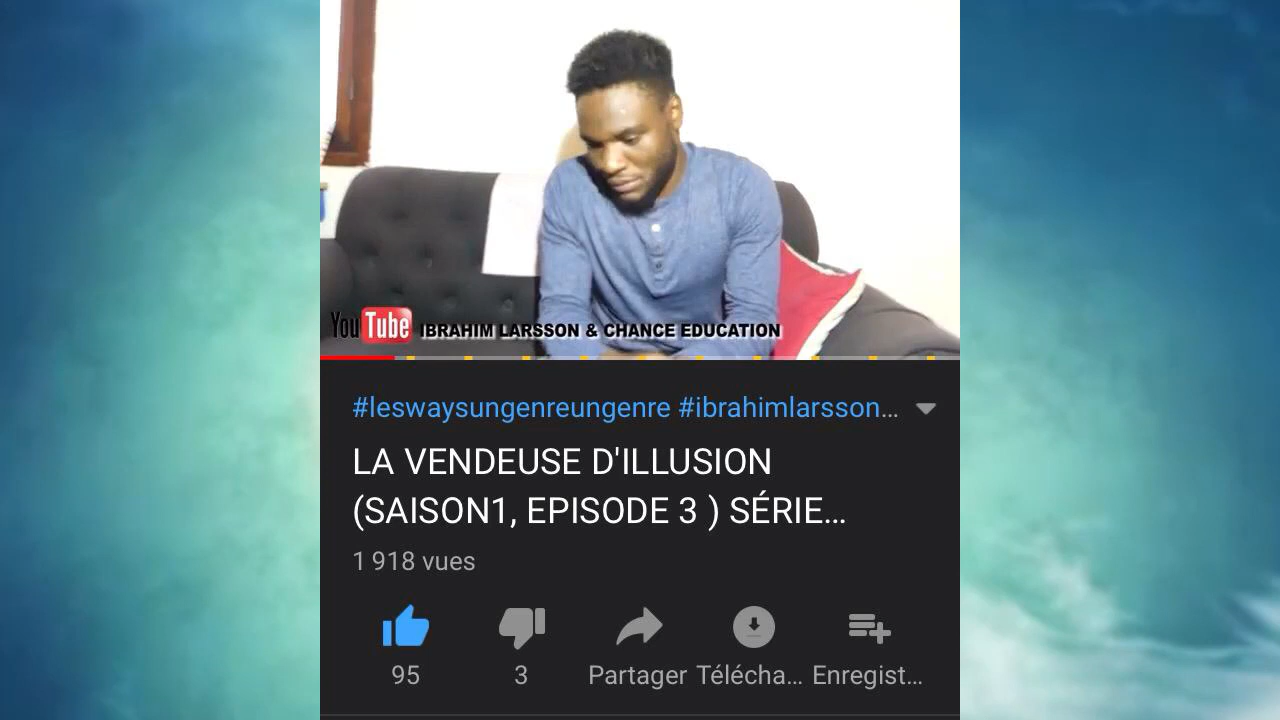 YouTube IBRAHIM LARSSON & CHANCE EDUCATION
#leswaysungenreungenre #ibrahimlarsson...
LA VENDEUSE D'ILLUSION
(SAISON1, EPISODE 3 ) SÉRIE...
1 918 vues
95 3 Partager Télécha... Enregist...